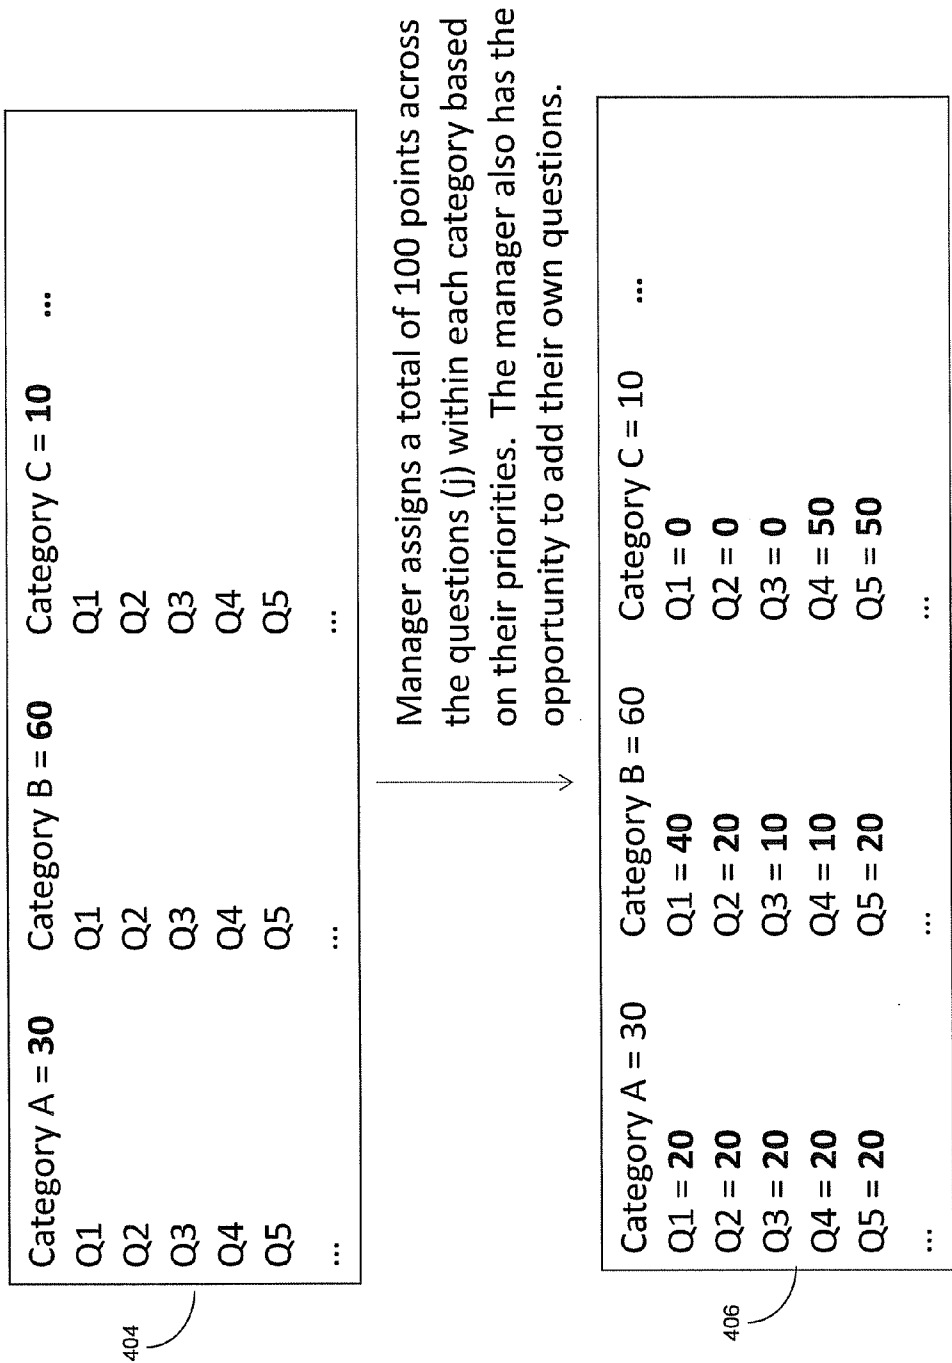 Category A = 30 Category B = 60 Category C = 10 ...
Q1 Q1 Q1
Q2 Q2 Q2
Q3 Q3 Q3
Q4 Q4 Q4
Q5 Q5 Q5
... ... ...
404
Manager assigns a total of 100 points across
the questions (j) within each category based
on their priorities. The manager also has the
opportunity to add their own questions.
Category A = 30 Category B = 60 Category C = 10 ...
Q1 = 20 Q1 = 40 Q1 = 0
Q2 = 20 Q2 = 20 Q2 = 0
Q3 = 20 Q3 = 10 Q3 = 0
Q4 = 20 Q4 = 10 Q4 = 50
Q5 = 20 Q5 = 20 Q5 = 50
... ... ...
406